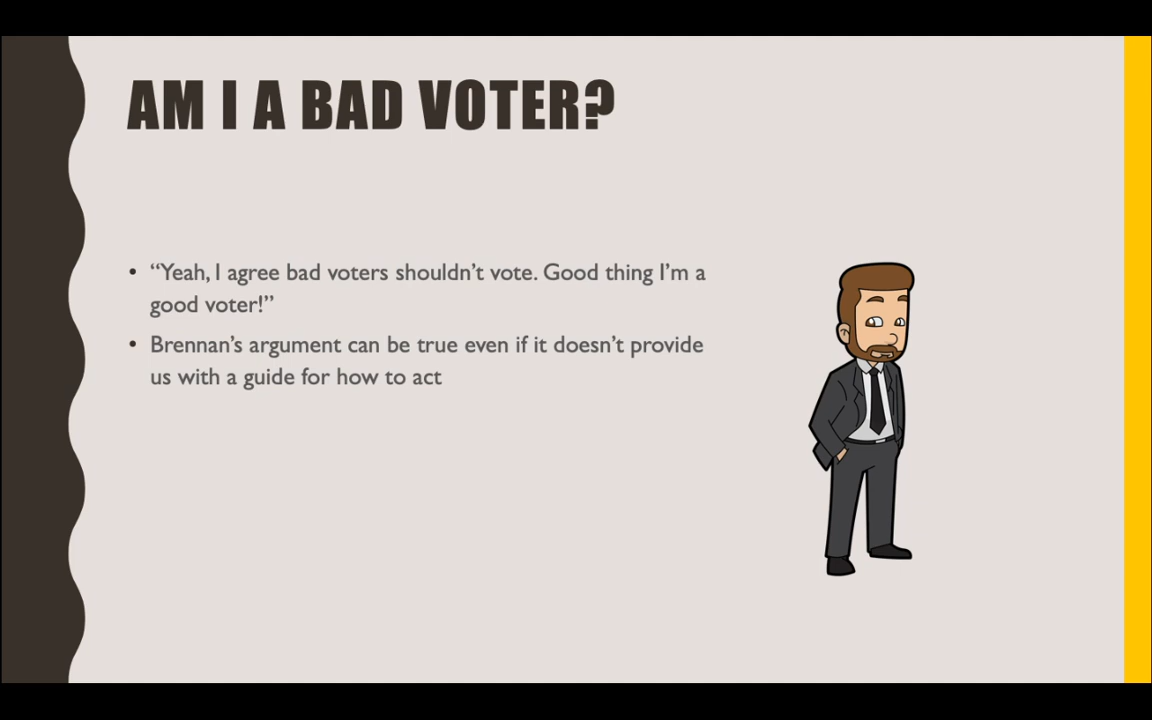 AM I A BAD VOTER?
• “Yeah, I agree bad voters shouldn’t vote. Good thing I’m a
good voter!”
• Brennan’s argument can be true even if it doesn’t provide
us with a guide for how to act